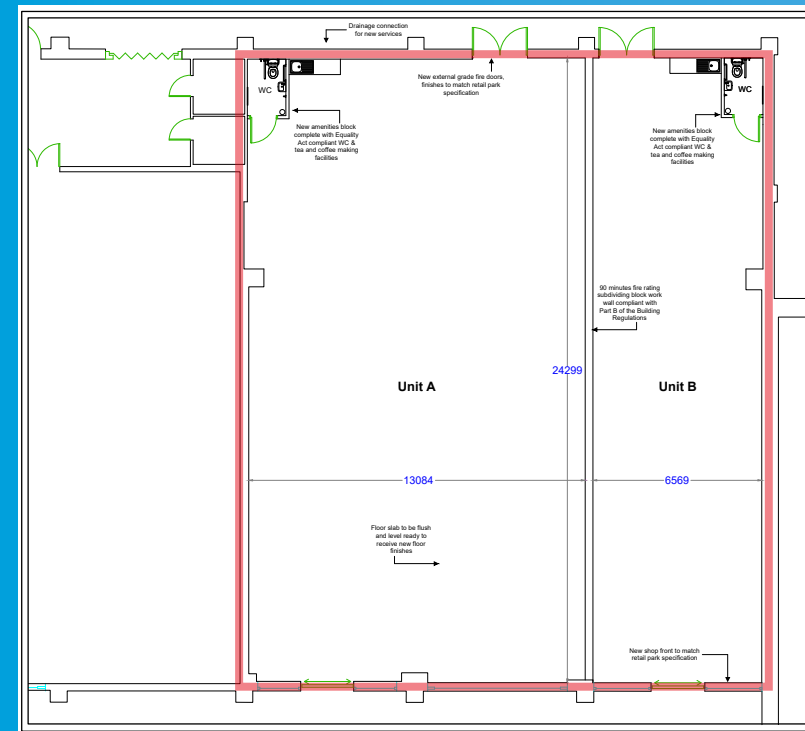 Drainage connection
for new services
WC
New external grade fire doors,
finishes to match retail park
specification
WC
New amenities block
complete with Equality
Act compliant WC &
tea and coffee making
facilities
New amenities block
complete with Equality
Act compliant WC &
tea and coffee making
facilities
90 minutes fire rating
subdividing block work
wall compliant with
Part B of the Building
Regulations
24299
Unit A
Unit B
13084
6569
Floor slab to be flush
and level ready to
receive new floor
finishes
New shop front to match
retail park specification